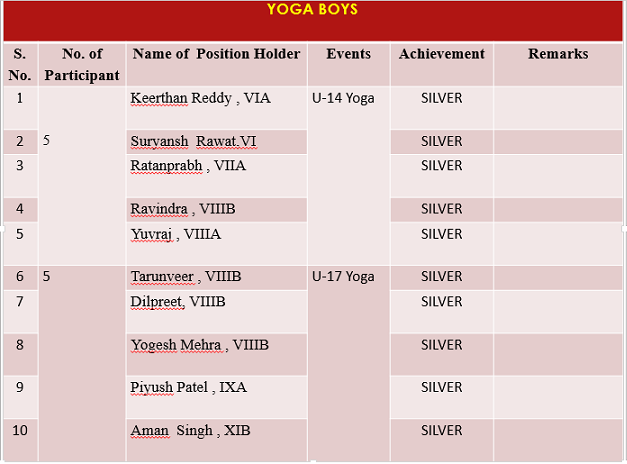 YOGA BOYS
S. No. No. of Participant Name of Position Holder Events Achievement Remarks
1 Keerthan Reddy , VIA U-14 Yoga SILVER
2 5 Suryansh Rawat.VI SILVER
3 Ratanprabh , VIIA SILVER
4 Ravindra , VIIIB SILVER
5 Yuvraj , VIIIA SILVER
6 5 Tarunveer , VIIIB U-17 Yoga SILVER
7 Dilpreet, VIIIB SILVER
8 Yogesh Mehra , VIIIB SILVER
9 Piyush Patel , IXA SILVER
10 Aman Singh , XIB SILVER